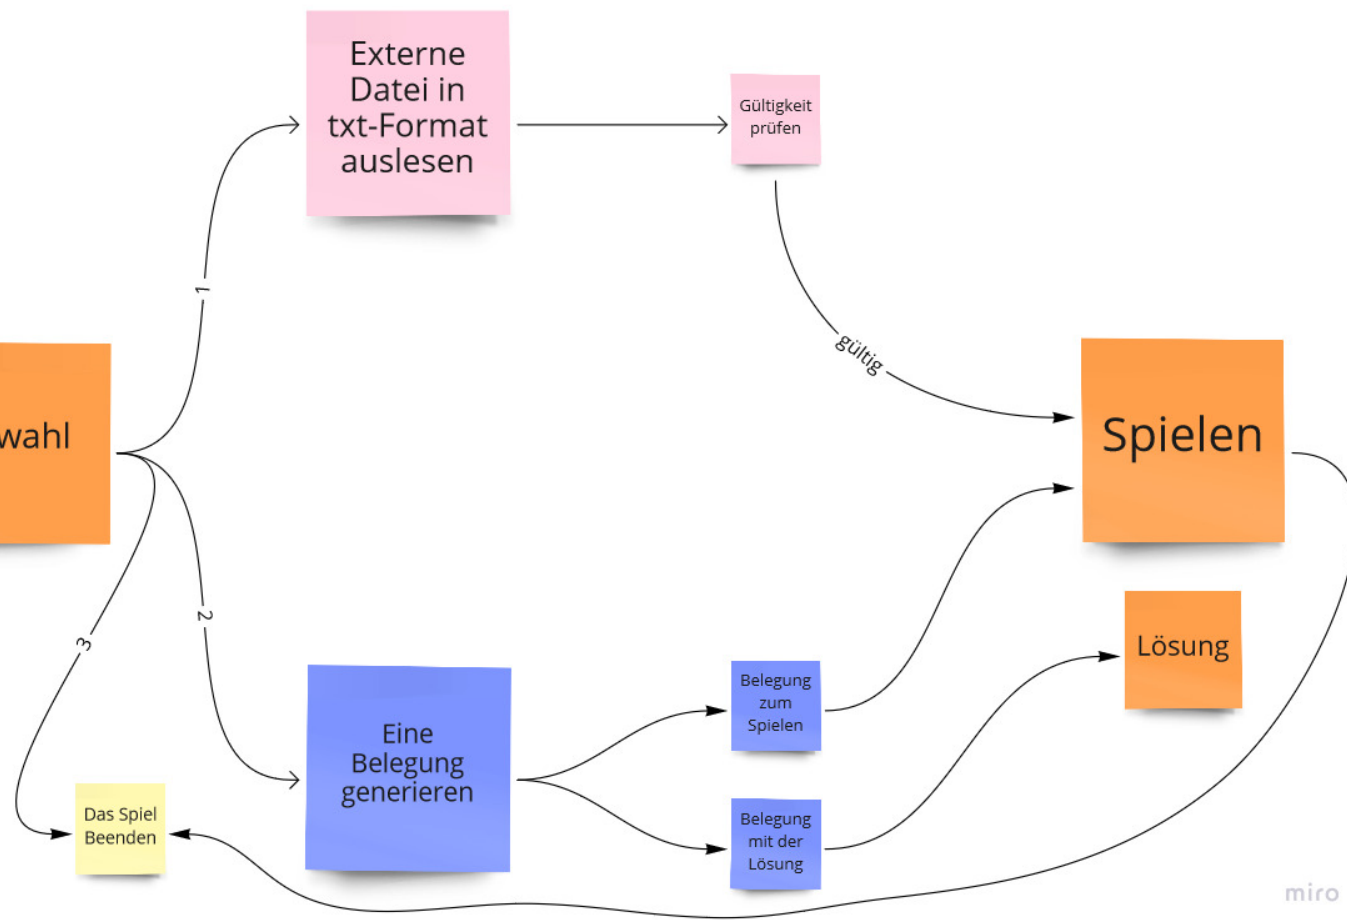 Externe
Datei in
txt-Format
auslesen
Gültigkeit
prüfen
1
gültig
wahl
Spielen
2
3
Lösung
Eine
Belegung
generieren
Belegung
zum
Spielen
Das Spiel
Beenden
Belegung
mit der
Lösung
miro